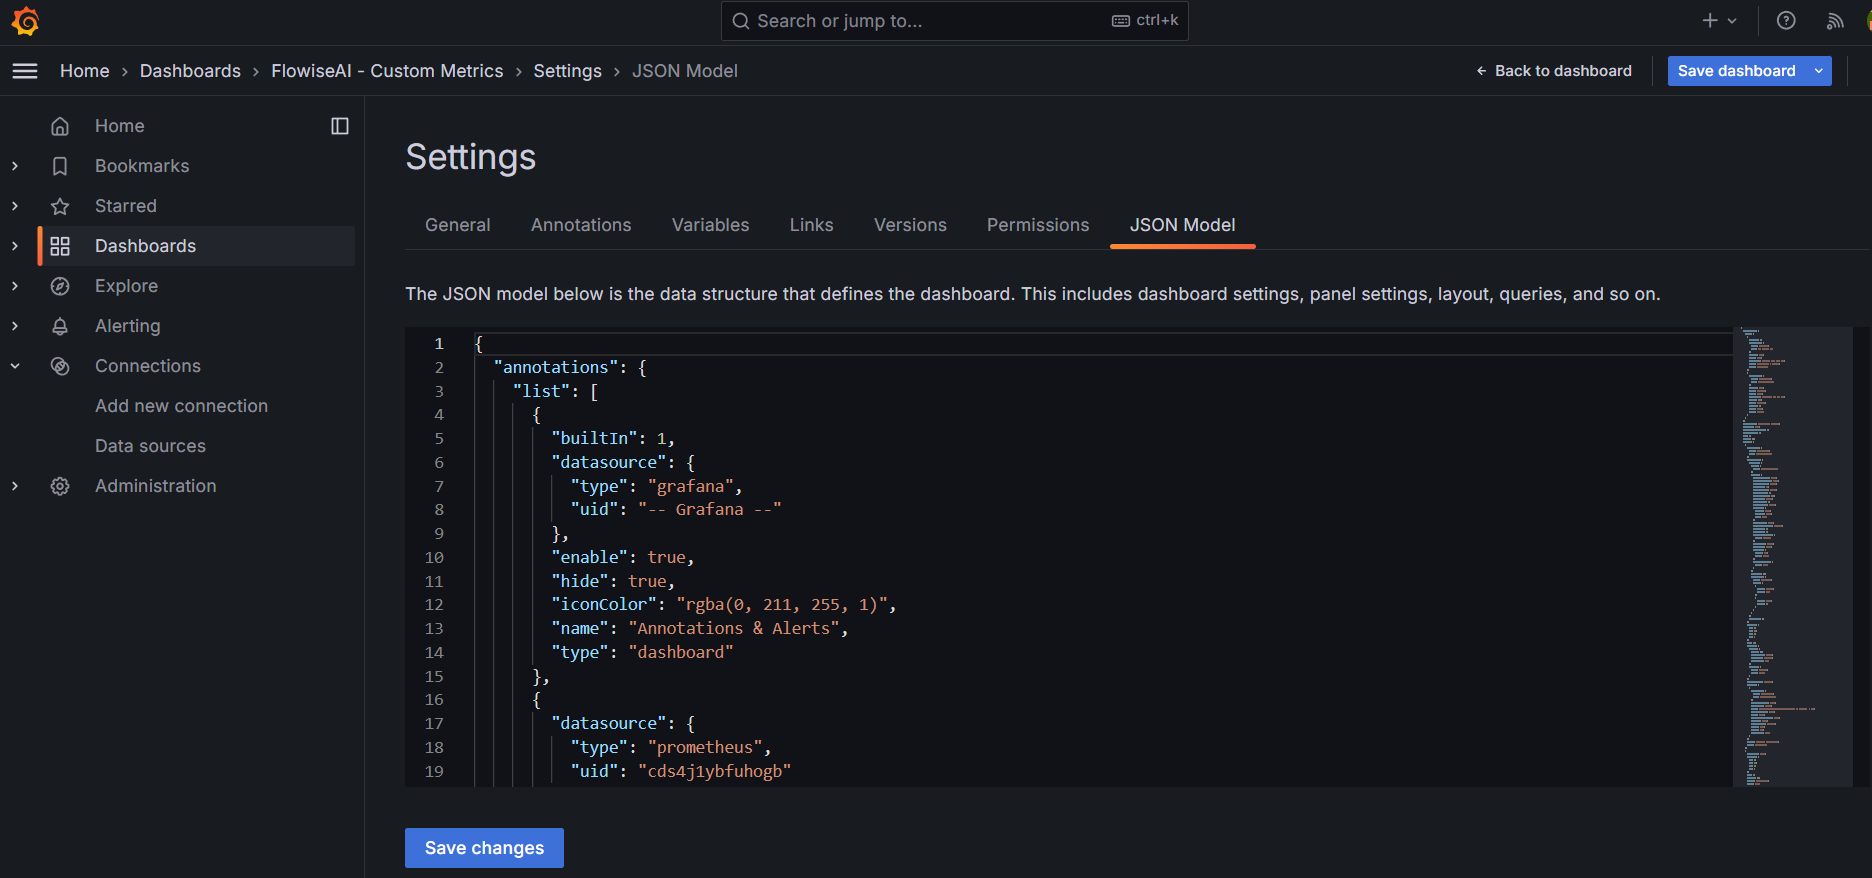 Search or jump to... ctrl+k
Home › Dashboards › FlowiseAI - Custom Metrics › Settings › JSON Model
← Back to dashboard
Save dashboard
Home
Bookmarks
Starred
Dashboards
Explore
Alerting
Connections
Add new connection
Data sources
Administration
Settings
General Annotations Variables Links Versions Permissions JSON Model
The JSON model below is the data structure that defines the dashboard. This includes dashboard settings, panel settings, layout, queries, and so on.
1 {
2 "annotations": {
3 "list": [
4 {
5 "builtIn": 1,
6 "datasource": {
7 "type": "grafana",
8 "uid": "-- Grafana --"
9 },
10 "enable": true,
11 "hide": true,
12 "iconColor": "rgba(0, 211, 255, 1)",
13 "name": "Annotations & Alerts",
14 "type": "dashboard"
15 },
16 {
17 "datasource": {
18 "type": "prometheus",
19 "uid": "cds4j1ybfuhogb"
Save changes